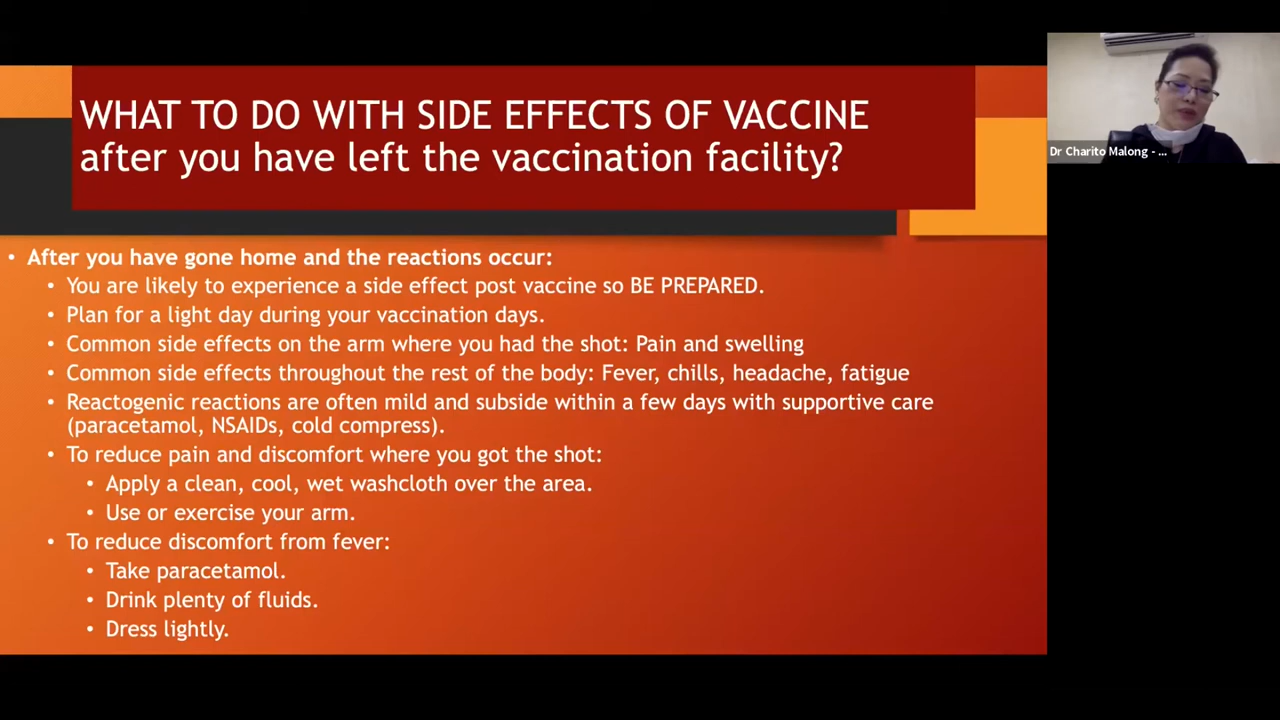 WHAT TO DO WITH SIDE EFFECTS OF VACCINE
after you have left the vaccination facility?
Dr Charito Malong - ...
• After you have gone home and the reactions occur:
• You are likely to experience a side effect post vaccine so BE PREPARED.
• Plan for a light day during your vaccination days.
• Common side effects on the arm where you had the shot: Pain and swelling
• Common side effects throughout the rest of the body: Fever, chills, headache, fatigue
• Reactogenic reactions are often mild and subside within a few days with supportive care
(paracetamol, NSAIDs, cold compress).
• To reduce pain and discomfort where you got the shot:
• Apply a clean, cool, wet washcloth over the area.
• Use or exercise your arm.
• To reduce discomfort from fever:
• Take paracetamol.
• Drink plenty of fluids.
• Dress lightly.